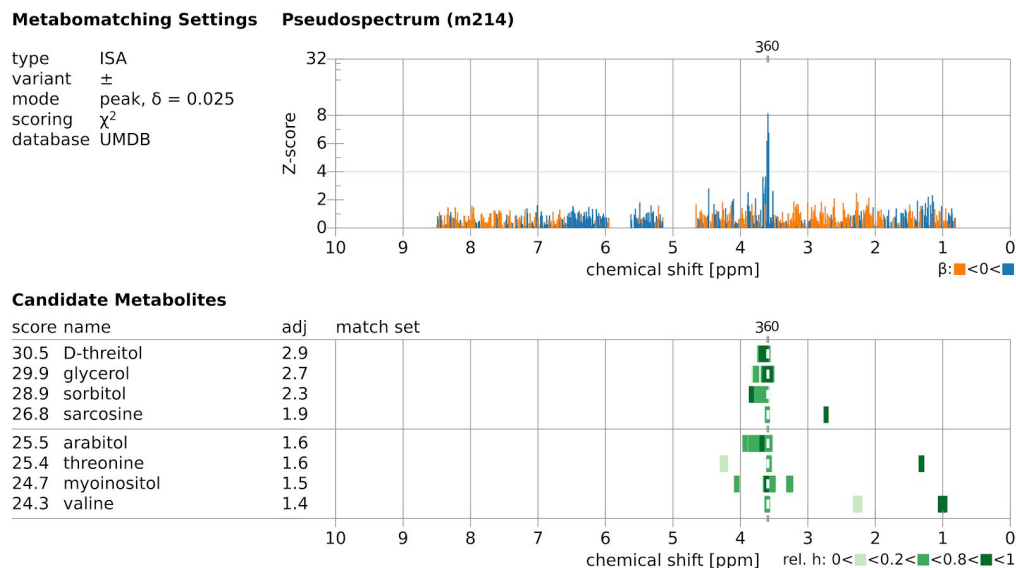 Metabomatching Settings
type ISA
variant ±
mode peak, δ = 0.025
scoring χ²
database UMDB
Pseudospectrum (m214)
360
32
8
6
4
2
0
Z-score
10 9 8 7 6 5 4 3 2 1 0
chemical shift [ppm]
β: <0<
Candidate Metabolites
score name adj match set 360
30.5 D-threitol 2.9
29.9 glycerol 2.7
28.9 sorbitol 2.3
26.8 sarcosine 1.9
25.5 arabitol 1.6
25.4 threonine 1.6
24.7 myoinositol 1.5
24.3 valine 1.4
10 9 8 7 6 5 4 3 2 1 0
chemical shift [ppm] rel. h: 0< <0.2< <0.8< <1